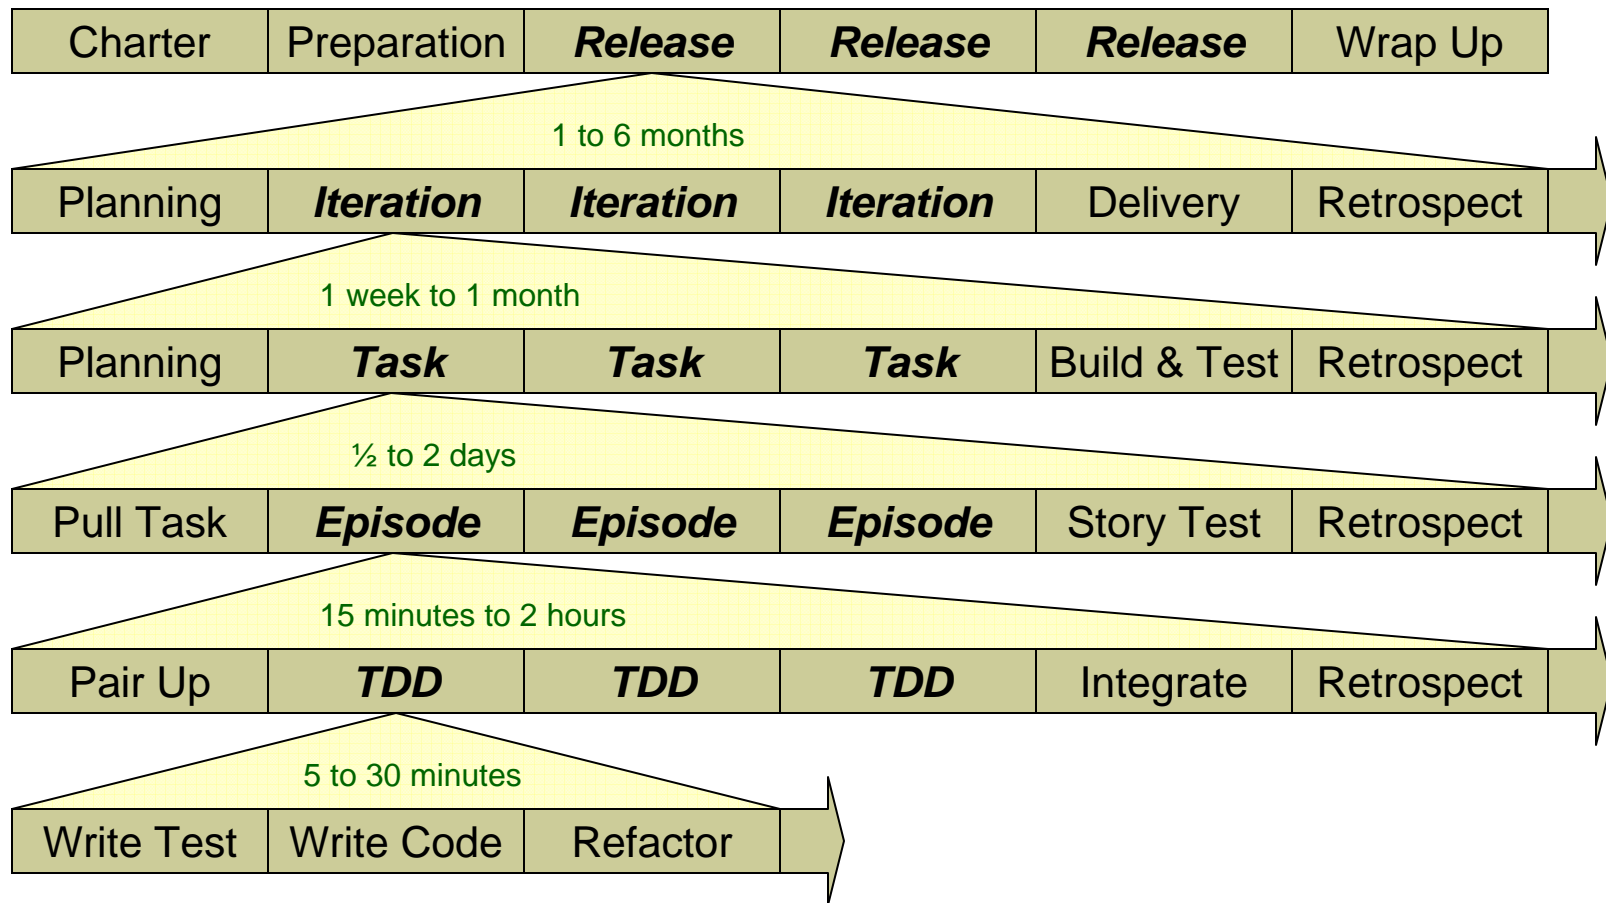 Charter Preparation Release Release Release Wrap Up
1 to 6 months
Planning Iteration Iteration Iteration Delivery Retrospect
1 week to 1 month
Planning Task Task Task Build & Test Retrospect
½ to 2 days
Pull Task Episode Episode Episode Story Test Retrospect
15 minutes to 2 hours
Pair Up TDD TDD TDD Integrate Retrospect
5 to 30 minutes
Write Test Write Code Refactor